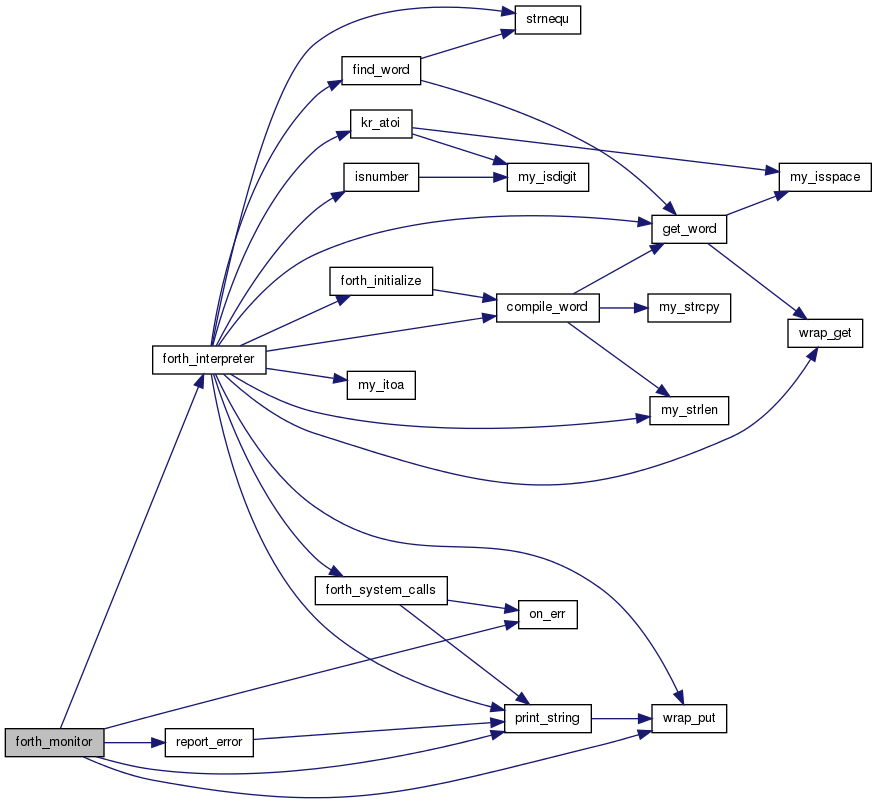 strnequ
find_word
kr_atoi
isnumber
my_isdigit
my_isspace
get_word
forth_initialize
compile_word
my_strcpy
wrap_get
forth_interpreter
my_itoa
my_strlen
forth_system_calls
on_err
print_string
wrap_put
forth_monitor
report_error